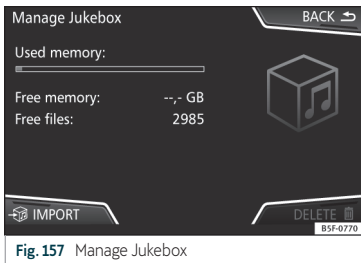 Manage Jukebox
BACK
Used memory:
Free memory: --,- GB
Free files: 2985
IMPORT
DELETE
B5F-0770
Fig. 157 Manage Jukebox